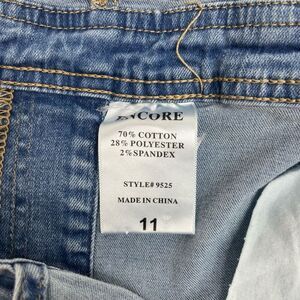 ENCORE
70% COTTON
28% POLYESTER
2% SPANDEX
STYLE# 9525
MADE IN CHINA
11